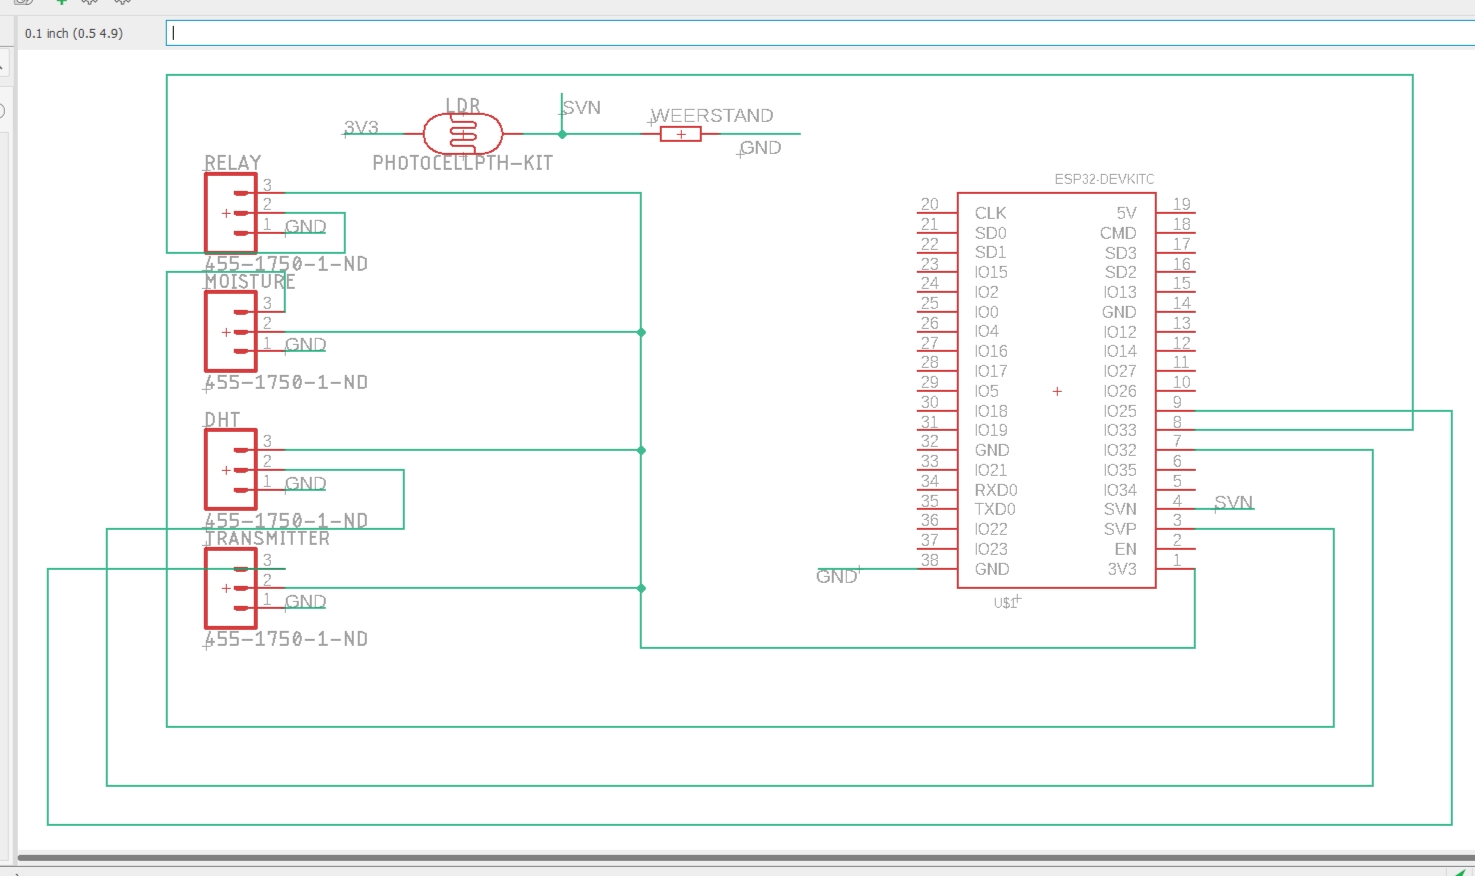 0.1 inch (0.5 4.9)
LDR
SVN
WEERSTAND
3V3
GND
PHOTOCELLPTH-KIT
RELAY
3
2
1 GND
455-1750-1-ND
MOISTURE
3
2
1 GND
455-1750-1-ND
DHT
3
2
1 GND
455-1750-1-ND
TRANSMITTER
3
2
1 GND
455-1750-1-ND
ESP32-DEVKITC
20 CLK 5V 19
21 SD0 CMD 18
22 SD1 SD3 17
23 IO15 SD2 16
24 IO2 IO13 15
25 IO0 GND 14
26 IO4 IO12 13
27 IO16 IO14 12
28 IO17 IO27 11
29 IO5 IO26 10
30 IO18 IO25 9
31 IO19 IO33 8
32 GND IO32 7
33 IO21 IO35 6
34 RXD0 IO34 5
35 TXD0 SVN 4 SVN
36 IO22 SVP 3
37 IO23 EN 2
GND 38 GND 3V3 1
U$1